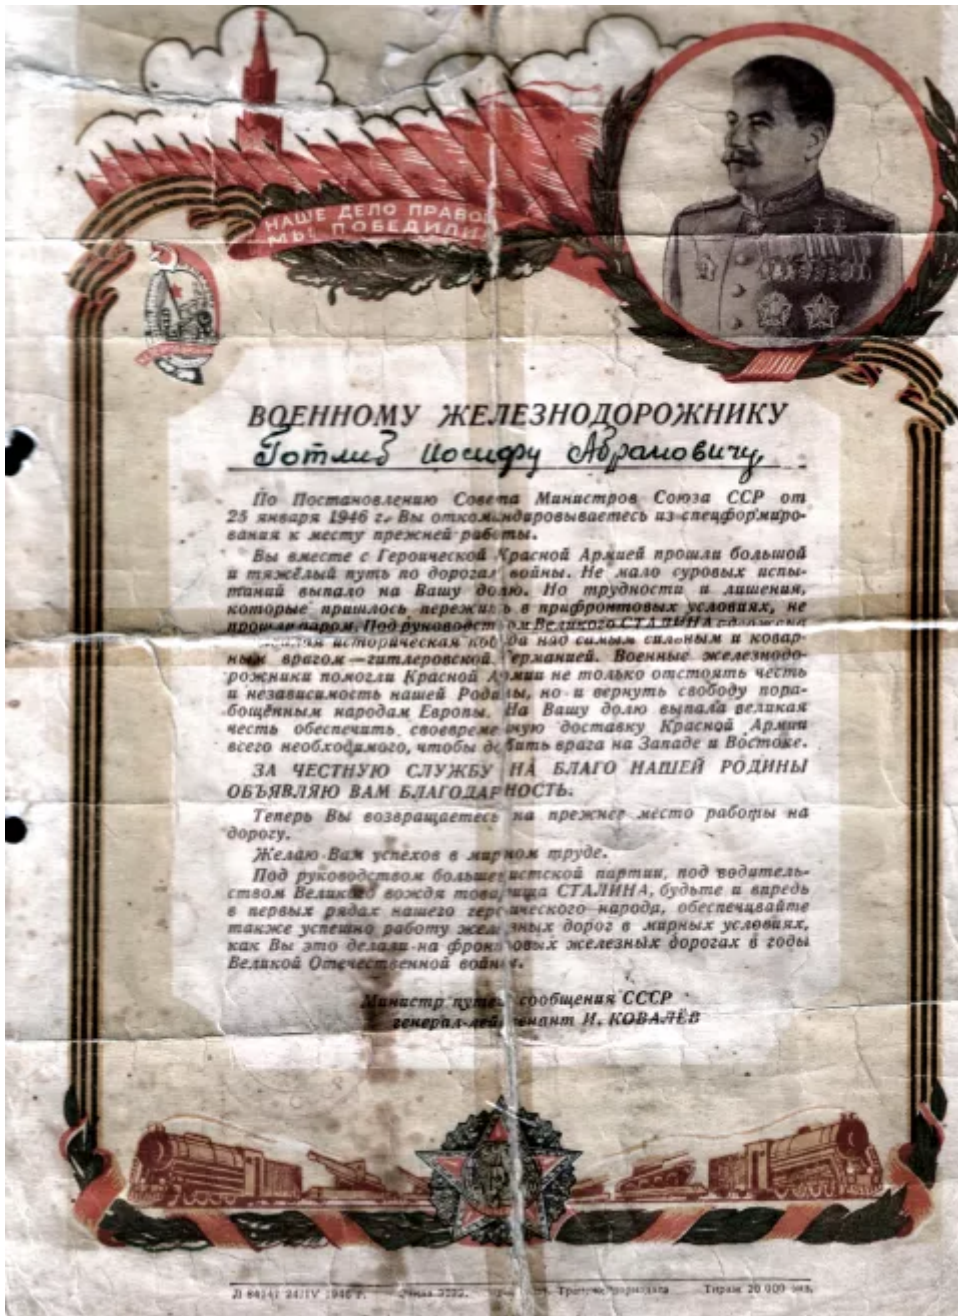 НАШЕ ДЕЛО ПРАВОЕ
МЫ ПОБЕДИЛИ
ВОЕННОМУ ЖЕЛЕЗНОДОРОЖНИКУ
Готлиб Иосифу Абрамовичу,
По Постановлению Совета Министров Союза ССР от
25 января 1946 г. Вы откомандировываетесь из спецформиро-
вания к месту прежней работы.
Вы вместе с Героической Красной Армией прошли большой
и тяжёлый путь по дорогам войны. Не мало суровых испы-
таний выпало на Вашу долю. Но трудности и лишения,
которые пришлось пережить в прифронтовых условиях, не
прошли даром. Под руководством Великого СТАЛИНА одержана
историческая победа над самым сильным и ковар-
ным врагом — гитлеровской Германией. Военные железнодо-
рожники помогли Красной Армии не только отстоять честь
и независимость нашей Родины, но и вернуть свободу пора-
бощённым народам Европы. На Вашу долю выпала великая
честь обеспечить своевременную доставку Красной Армии
всего необходимого, чтобы добить врага на Западе и Востоке.
ЗА ЧЕСТНУЮ СЛУЖБУ НА БЛАГО НАШЕЙ РОДИНЫ
ОБЪЯВЛЯЮ ВАМ БЛАГОДАРНОСТЬ.
Теперь Вы возвращаетесь на прежнее место работы на
дорогу.
Желаю Вам успехов в мирном труде.
Под руководством большевистской партии, под водитель-
ством Великого вождя товарища СТАЛИНА, будьте и впредь
в первых рядах нашего героического народа, обеспечивайте
также успешно работу железных дорог в мирных условиях,
как Вы это делали на фронтовых железных дорогах в годы
Великой Отечественной войны.
Министр путей сообщения СССР
генерал-лейтенант И. КОВАЛЁВ
Л 84141 24/IV 1946 г. Тираж 20 000 экз.